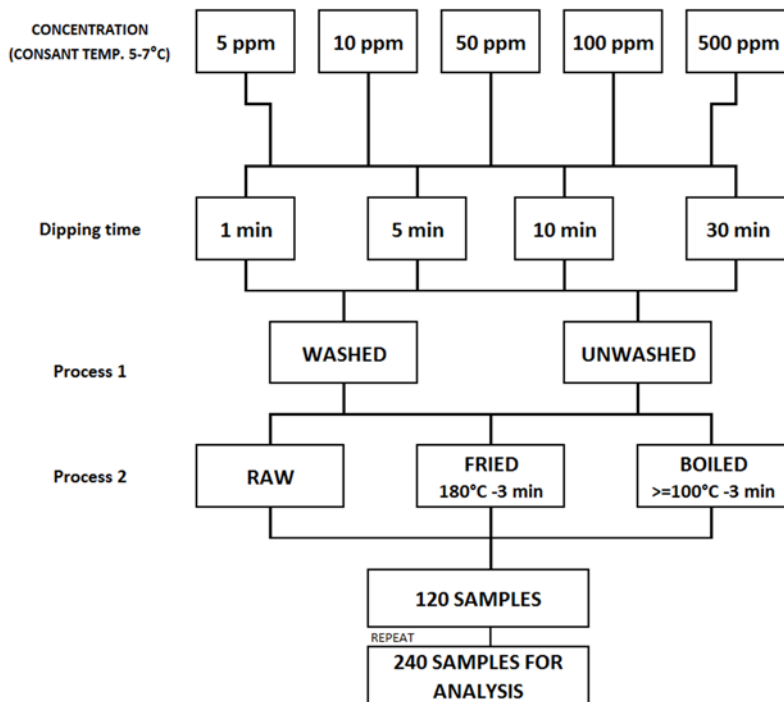 CONCENTRATION
(CONSANT TEMP. 5-7°C)
5 ppm
10 ppm
50 ppm
100 ppm
500 ppm
Dipping time
1 min
5 min
10 min
30 min
Process 1
WASHED
UNWASHED
Process 2
RAW
FRIED
180°C -3 min
BOILED
>=100°C -3 min
120 SAMPLES
REPEAT
240 SAMPLES FOR
ANALYSIS